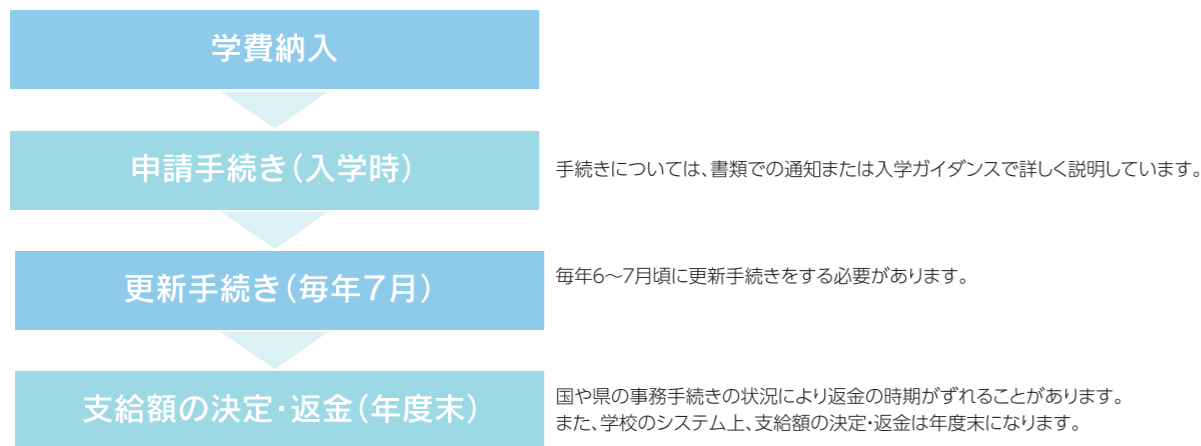 学費納入
申請手続き(入学時)
手続きについては、書類での通知または入学ガイダンスで詳しく説明しています。
更新手続き(毎年7月)
毎年6〜7月頃に更新手続きをする必要があります。
支給額の決定・返金(年度末)
国や県の事務手続きの状況により返金の時期がずれることがあります。
また、学校のシステム上、支給額の決定・返金は年度末になります。